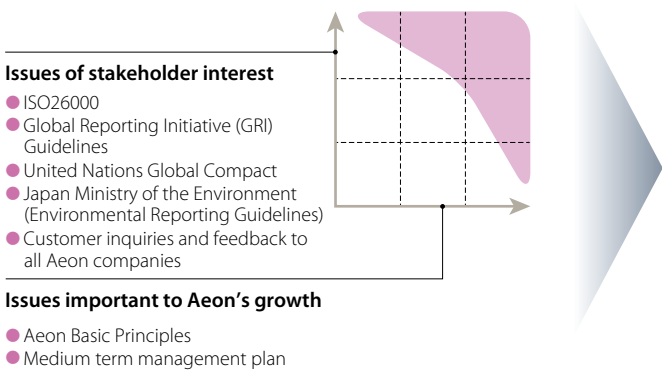 Issues of stakeholder interest
● ISO26000
● Global Reporting Initiative (GRI)
Guidelines
● United Nations Global Compact
● Japan Ministry of the Environment
(Environmental Reporting Guidelines)
● Customer inquiries and feedback to
all Aeon companies
Issues important to Aeon’s growth
● Aeon Basic Principles
● Medium term management plan